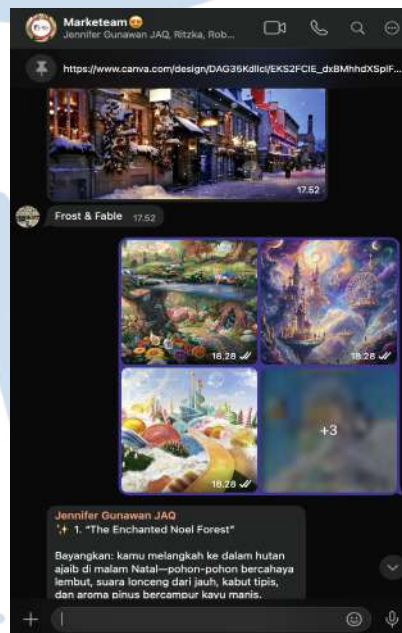 Marketeam
Jennifer Gunawan JAQ, Ritzka, Rob...
https://www.canva.com/design/DAG35Kdllcl/EKS2FCIE_dxBMhhdXSplF...
17.52
Frost & Fable 17.52
18.28
18.28
18.28
+3
Jennifer Gunawan JAQ
1. "The Enchanted Noel Forest"
Bayangkan: kamu melangkah ke dalam hutan
ajaib di malam Natal—pohon-pohon bercahaya
lembut, suara lonceng dari jauh, kabut tipis,
dan aroma pinus bercampur kayu manis.